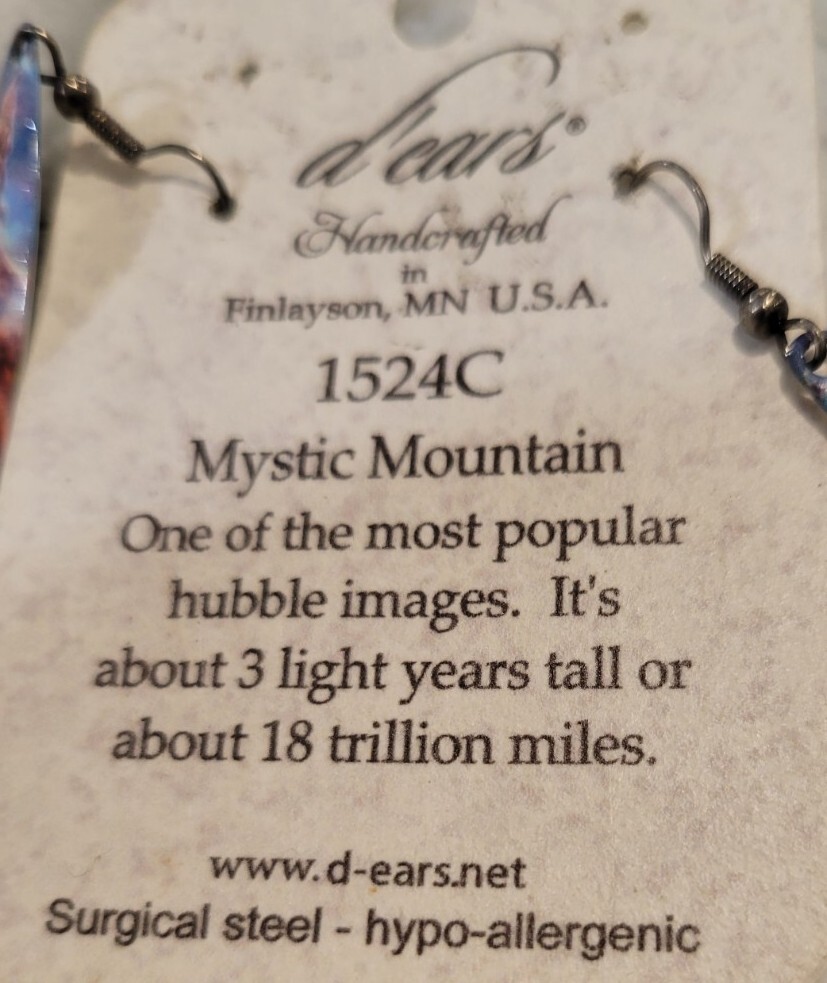 d'ears®
Handcrafted
in
Finlayson, MN U.S.A.
1524C
Mystic Mountain
One of the most popular
hubble images. It's
about 3 light years tall or
about 18 trillion miles.
www.d-ears.net
Surgical steel - hypo-allergenic